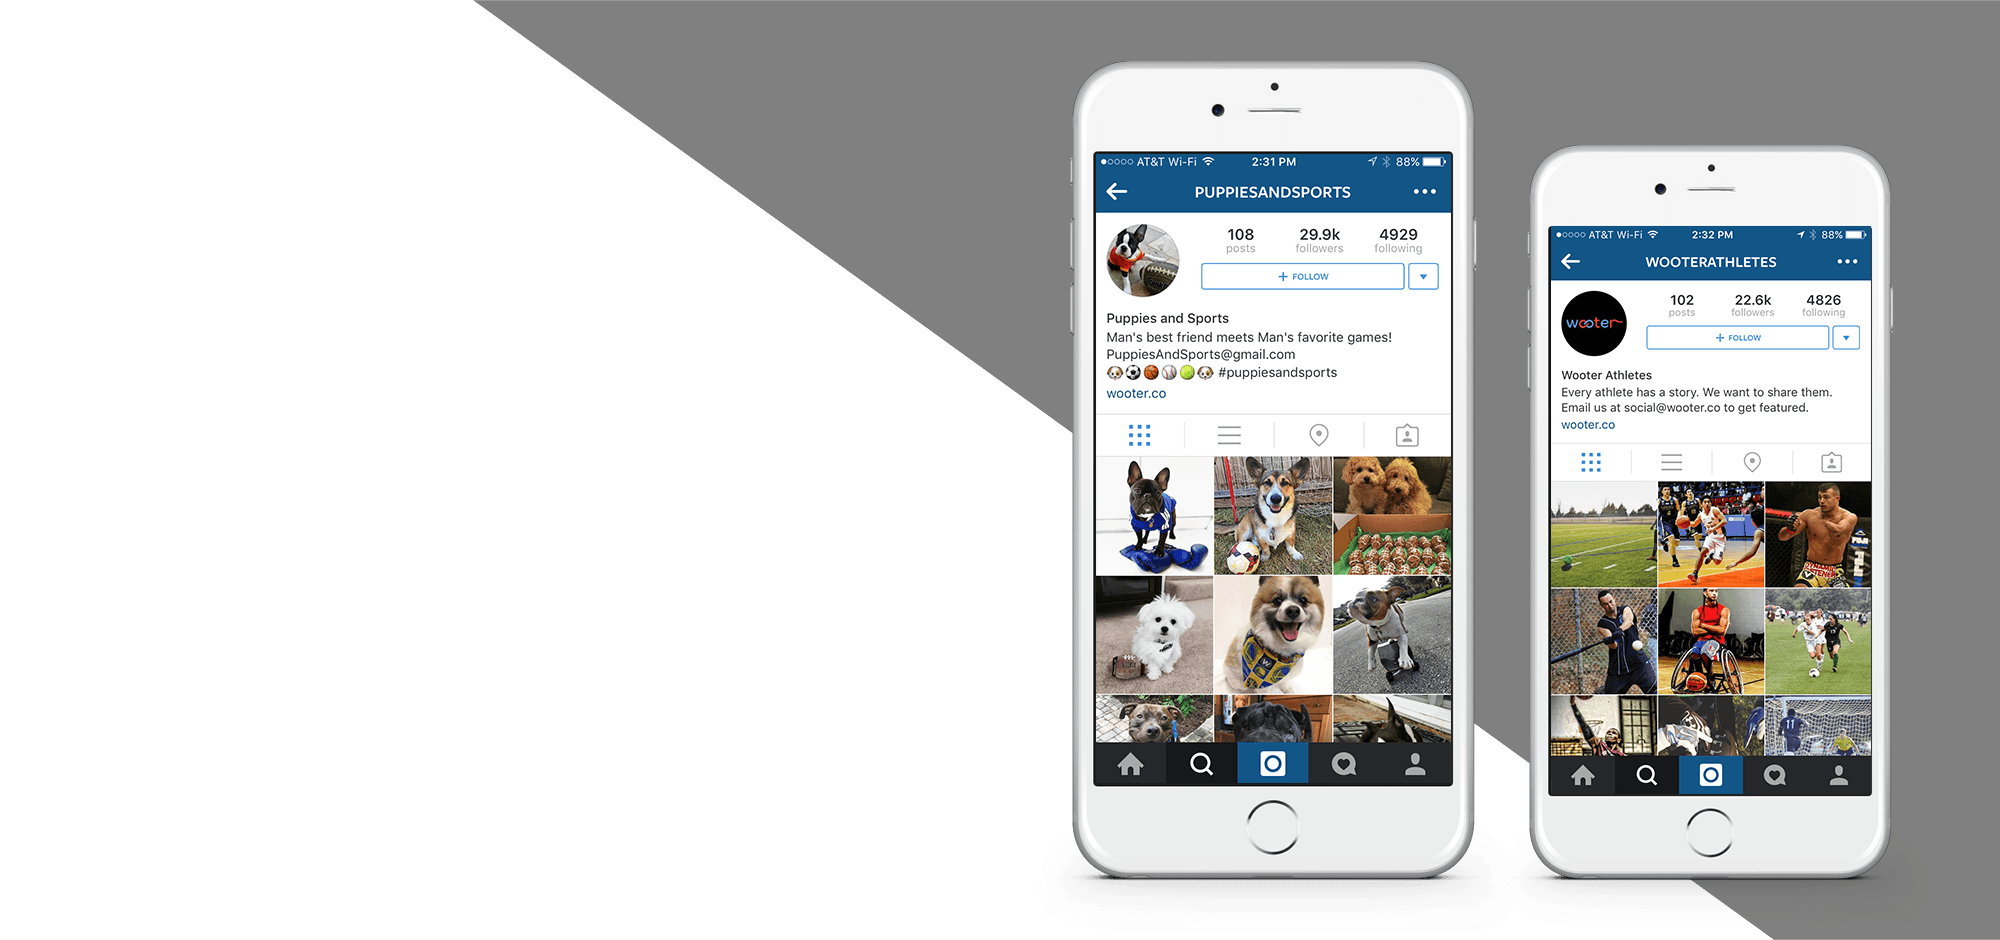 AT&T Wi-Fi 2:31 PM 88%
PUPPIESANDSPORTS
108 29.9k 4929
posts followers following
+ FOLLOW
Puppies and Sports
Man's best friend meets Man's favorite games!
PuppiesAndSports@gmail.com
#puppiesandsports
wooter.co
AT&T Wi-Fi 2:32 PM 88%
WOOTERATHLETES
wooter
102 22.6k 4826
posts followers following
+ FOLLOW
Wooter Athletes
Every athlete has a story. We want to share them.
Email us at social@wooter.co to get featured.
wooter.co
11